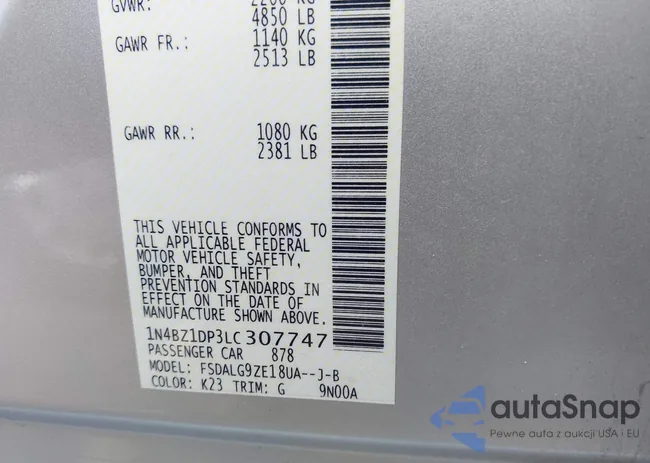 GVWR: 2200 KG
4850 LB
GAWR FR.: 1140 KG
2513 LB
GAWR RR.: 1080 KG
2381 LB
THIS VEHICLE CONFORMS TO
ALL APPLICABLE FEDERAL
MOTOR VEHICLE SAFETY,
BUMPER, AND THEFT
PREVENTION STANDARDS IN
EFFECT ON THE DATE OF
MANUFACTURE SHOWN ABOVE.
1N4BZ1DP3LC307747
PASSENGER CAR 878
MODEL: FSDALG9ZE18UA--J-B
COLOR: K23 TRIM: G 9N00A
autaSnap
Pewne auta z aukcji USA i EU